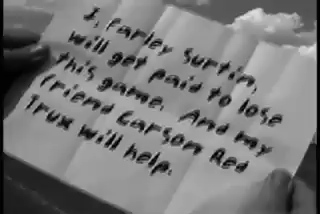 I, Farley Surtin,
will get paid to lose
this game. And my
friend Carson Red
Trux will help.